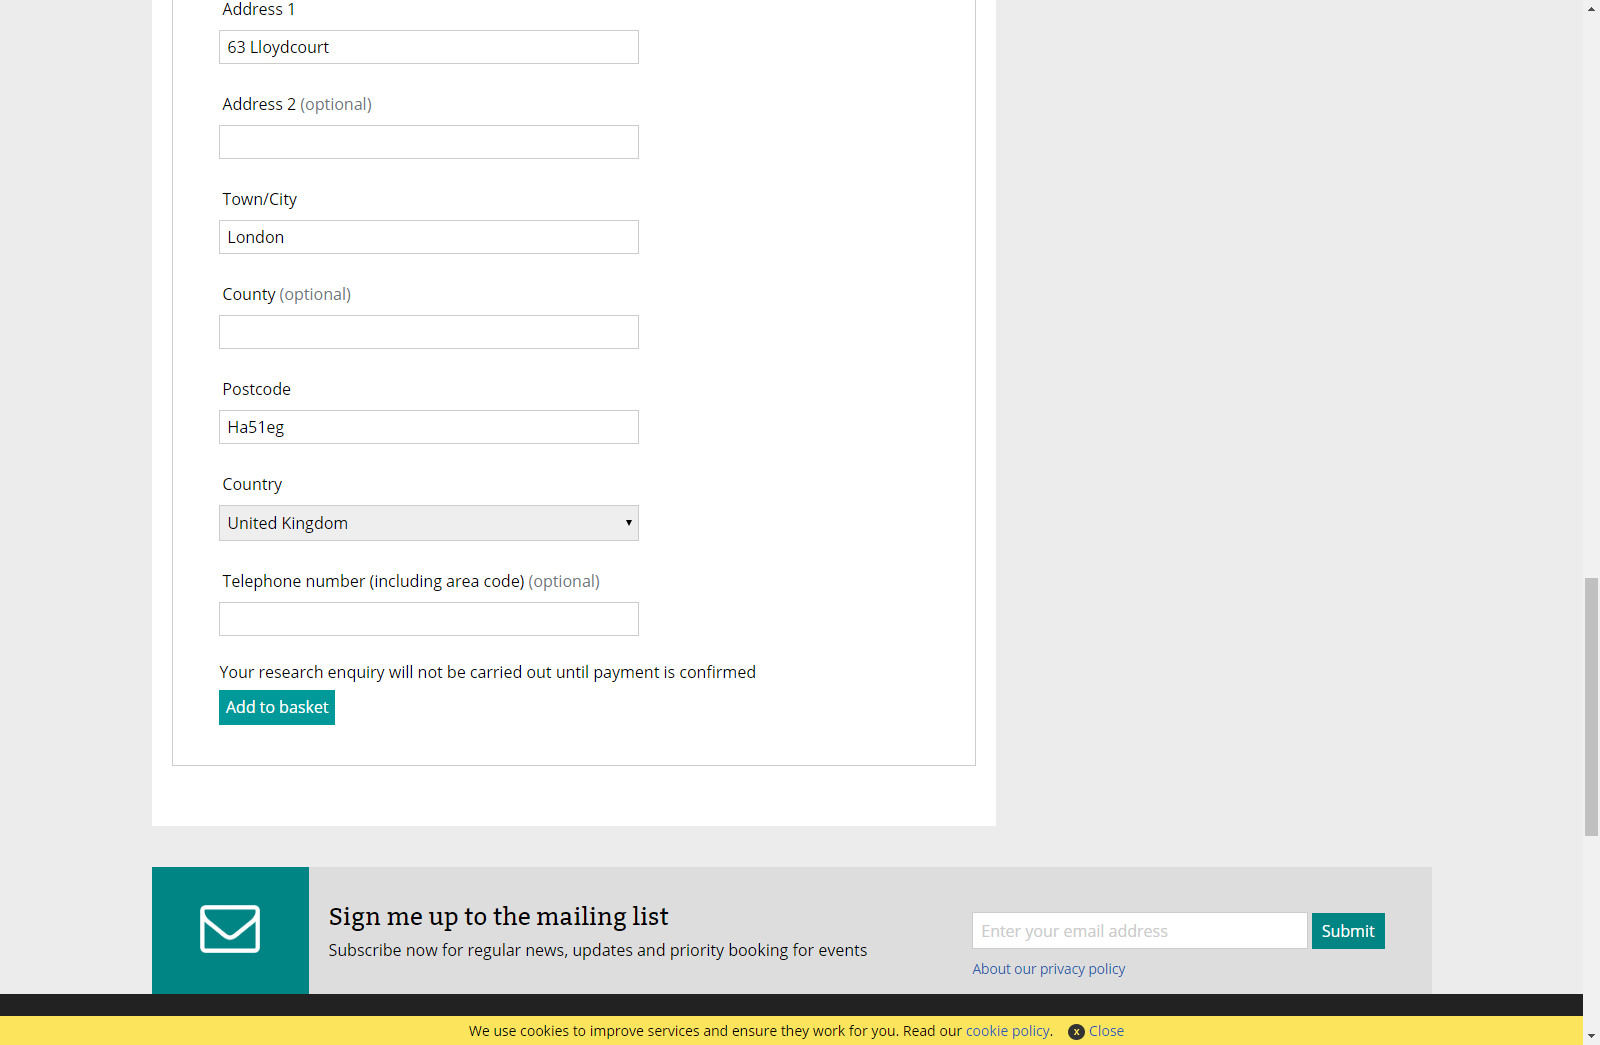 Address 1
63 Lloydcourt
Address 2 (optional)
Town/City
London
County (optional)
Postcode
Ha51eg
Country
United Kingdom
Telephone number (including area code) (optional)
Your research enquiry will not be carried out until payment is confirmed
Add to basket
Sign me up to the mailing list
Subscribe now for regular news, updates and priority booking for events
Enter your email address
Submit
About our privacy policy
We use cookies to improve services and ensure they work for you. Read our cookie policy. x Close